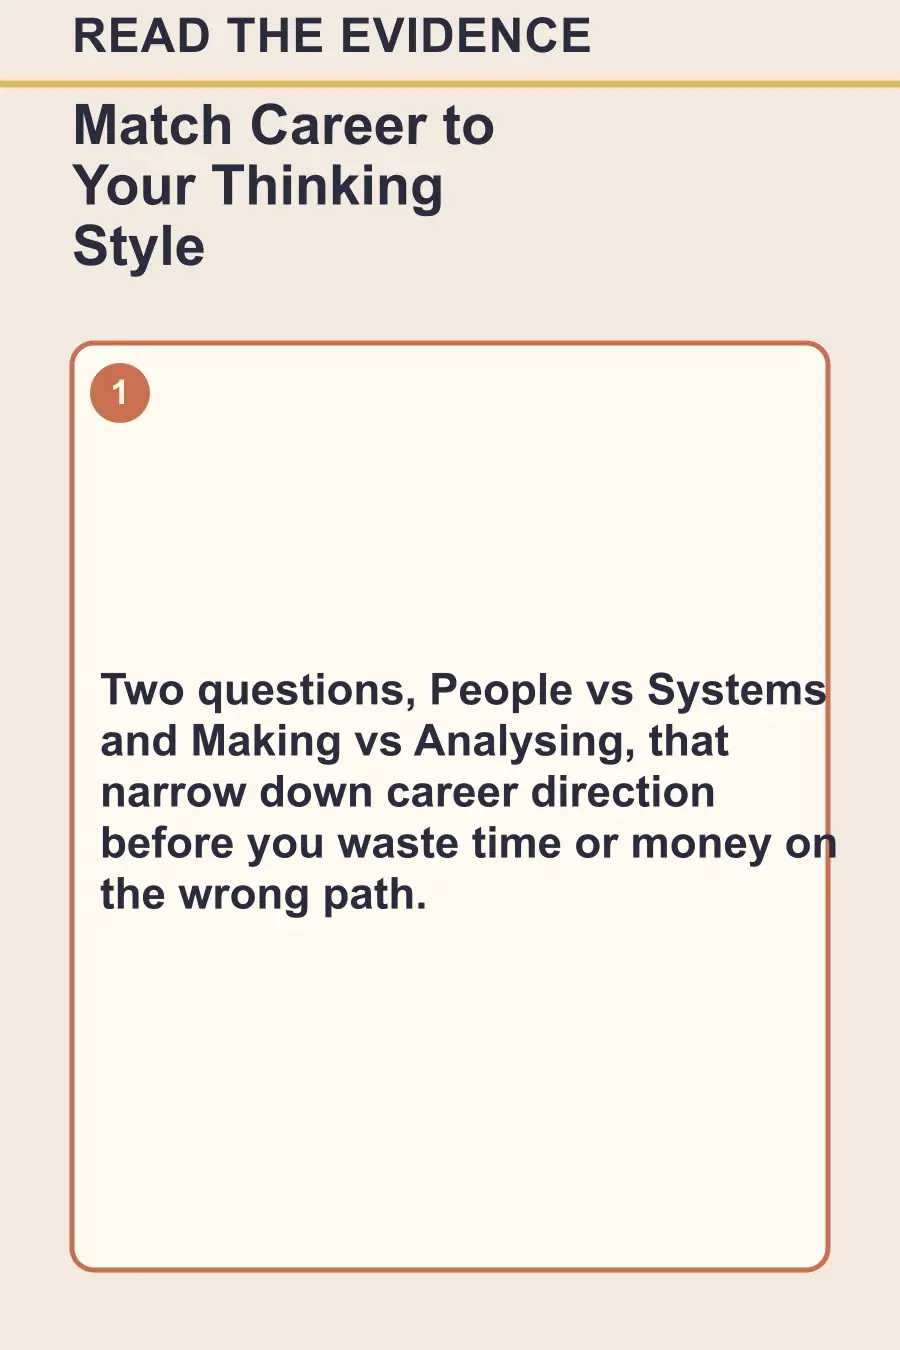 READ THE EVIDENCE
Match Career to
Your Thinking
Style
1
Two questions, People vs Systems
and Making vs Analysing, that
narrow down career direction
before you waste time or money on
the wrong path.